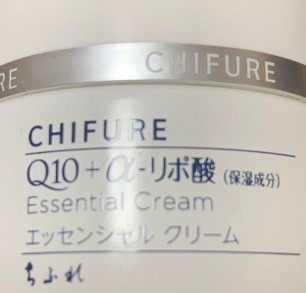 RE CHIFURE
CHIFURE
Q10+α-リポ酸 (保湿成分)
Essential Cream
エッセンシャル クリーム
ちふれ